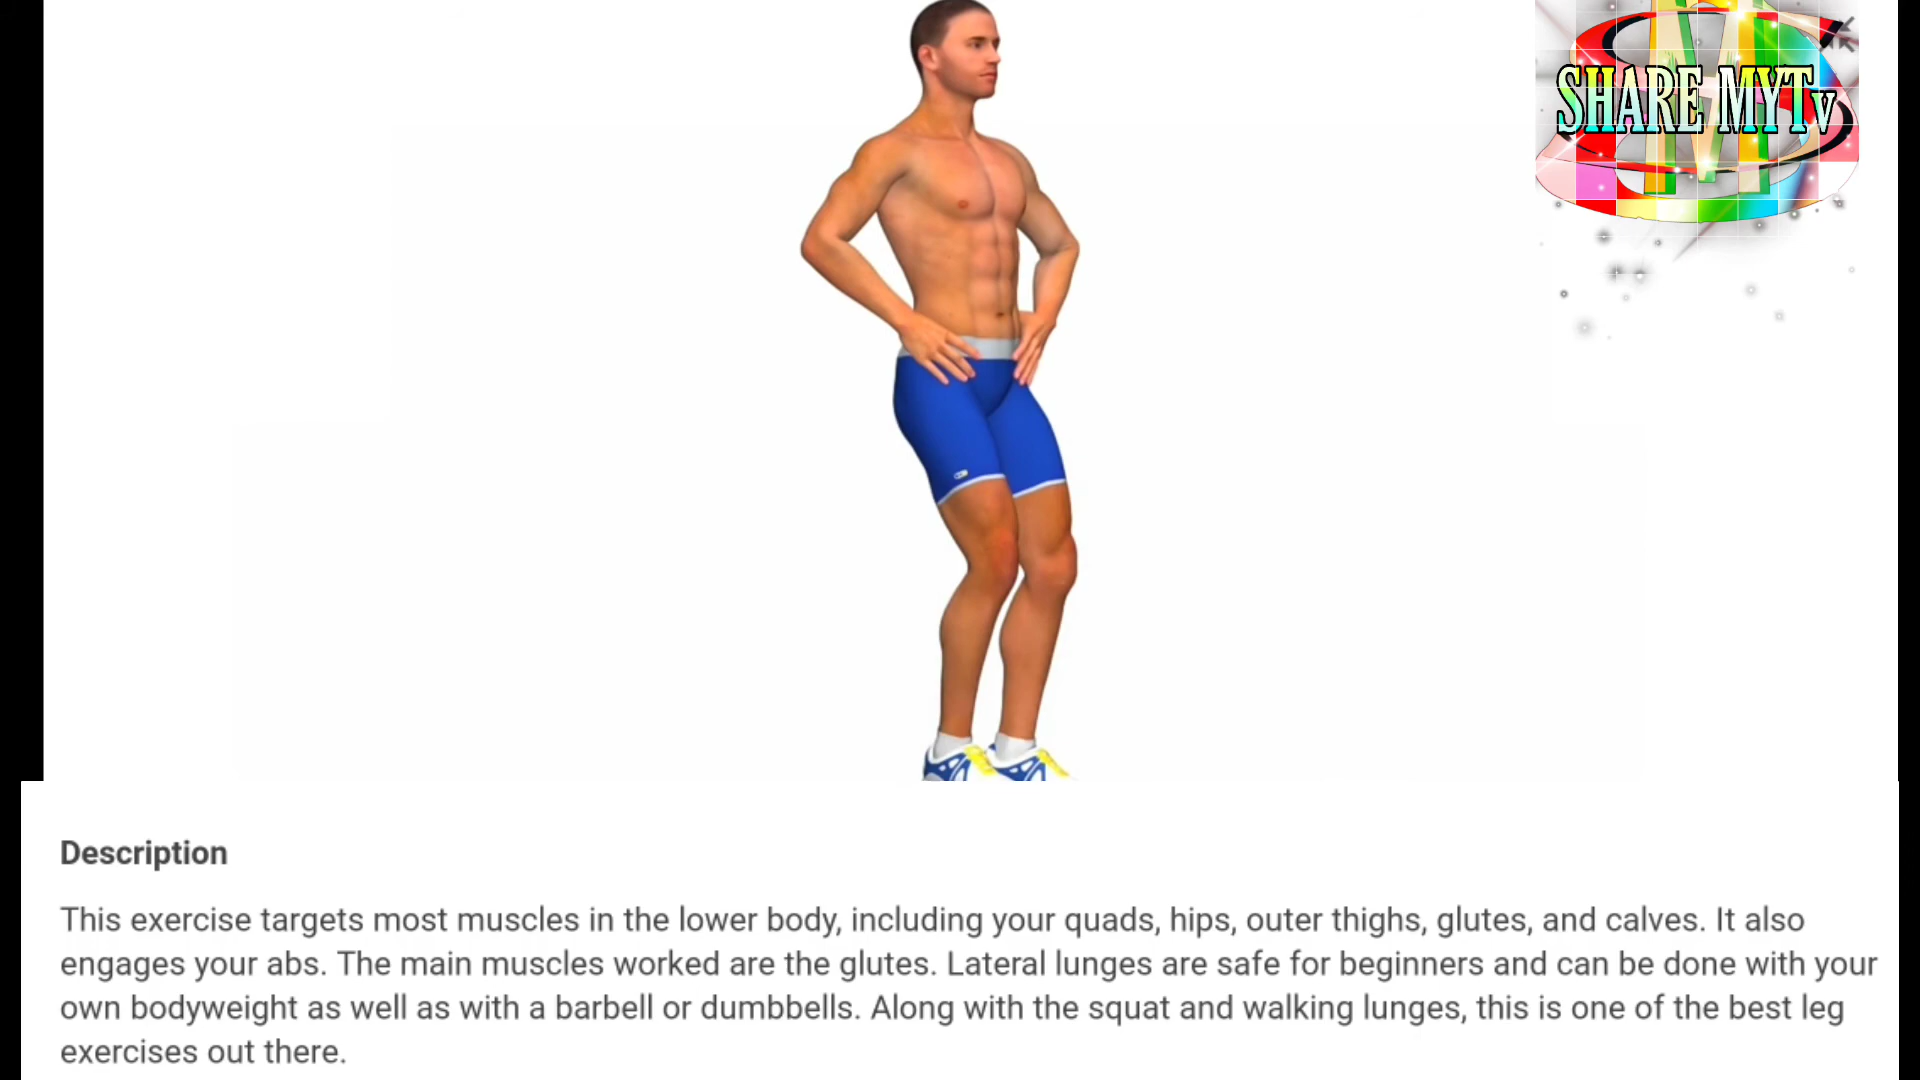 SHARE MYTv
Description
This exercise targets most muscles in the lower body, including your quads, hips, outer thighs, glutes, and calves. It also
engages your abs. The main muscles worked are the glutes. Lateral lunges are safe for beginners and can be done with your
own bodyweight as well as with a barbell or dumbbells. Along with the squat and walking lunges, this is one of the best leg
exercises out there.